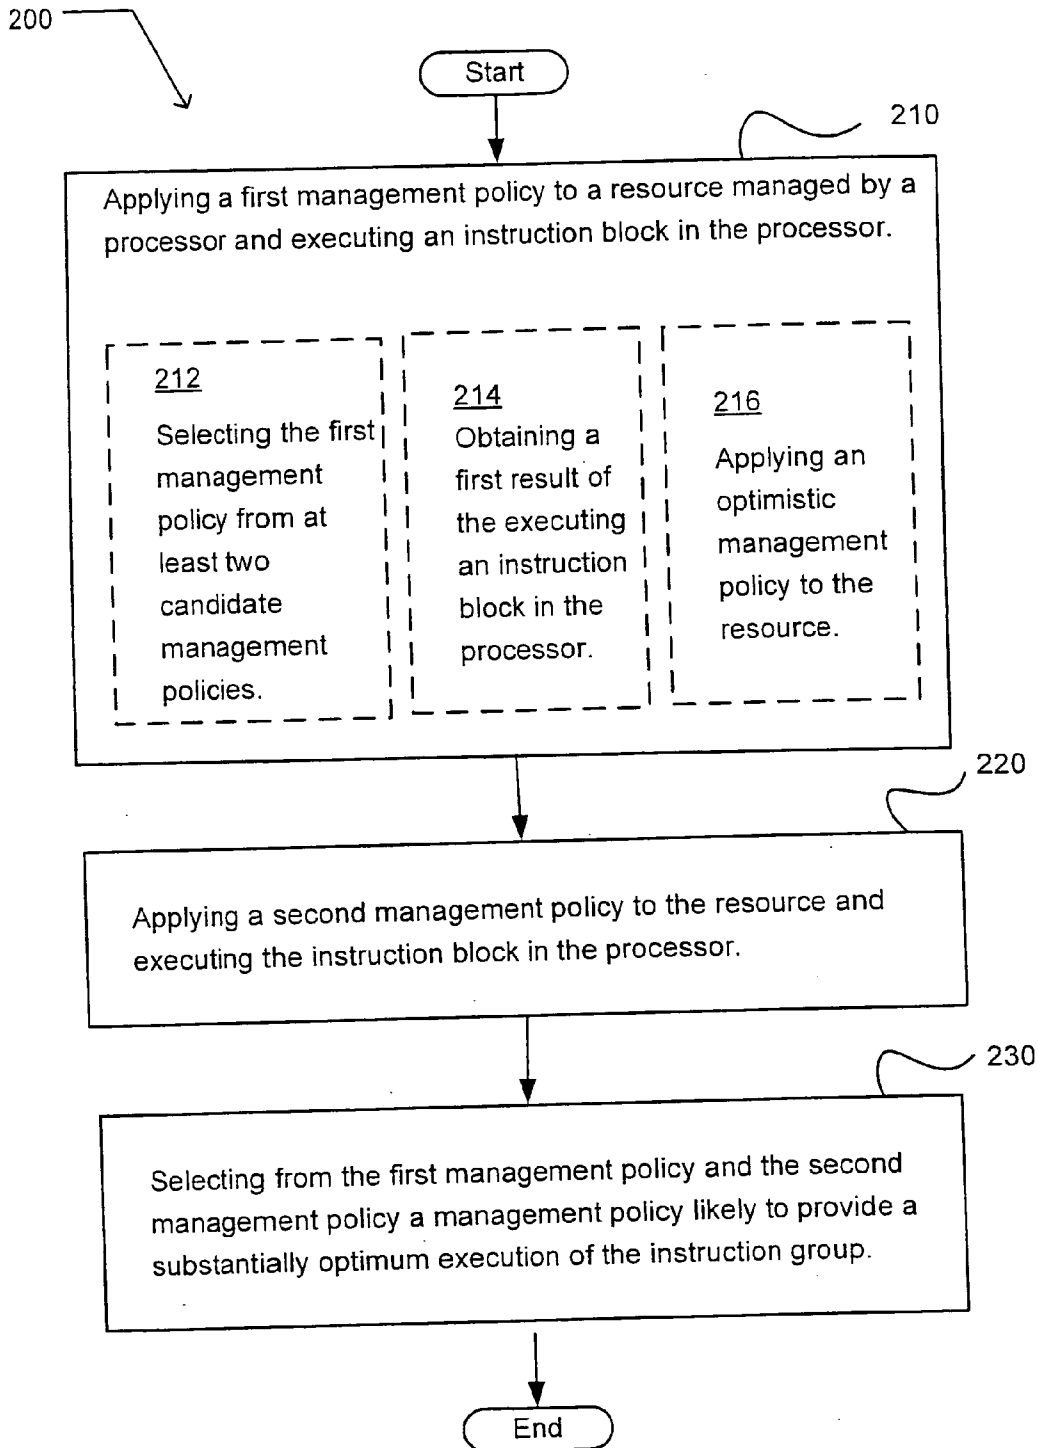 200
Start
210
Applying a first management policy to a resource managed by a
processor and executing an instruction block in the processor.
212
Selecting the first
management
policy from at
least two
candidate
management
policies.
214
Obtaining a
first result of
the executing
an instruction
block in the
processor.
216
Applying an
optimistic
management
policy to the
resource.
220
Applying a second management policy to the resource and
executing the instruction block in the processor.
230
Selecting from the first management policy and the second
management policy a management policy likely to provide a
substantially optimum execution of the instruction group.
End